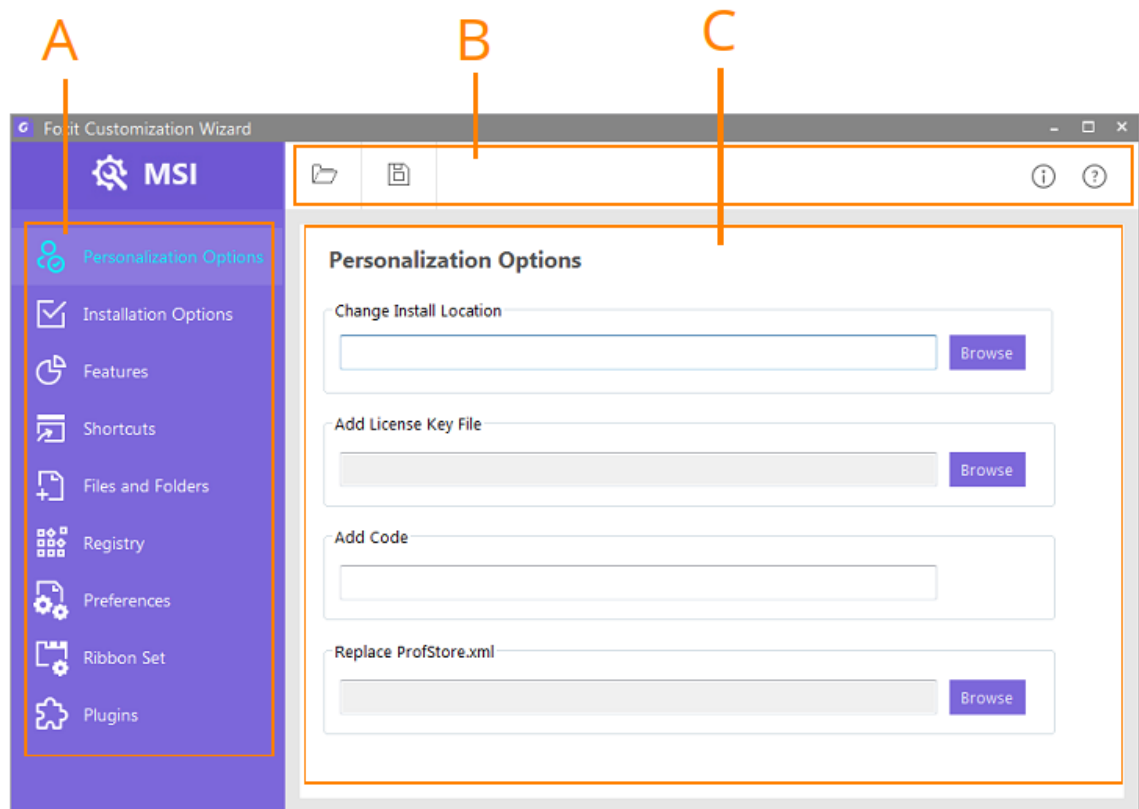 A
B
C
Foxit Customization Wizard
MSI
Personalization Options
Installation Options
Features
Shortcuts
Files and Folders
Registry
Preferences
Ribbon Set
Plugins
Personalization Options
Change Install Location
Browse
Add License Key File
Browse
Add Code
Replace ProfStore.xml
Browse